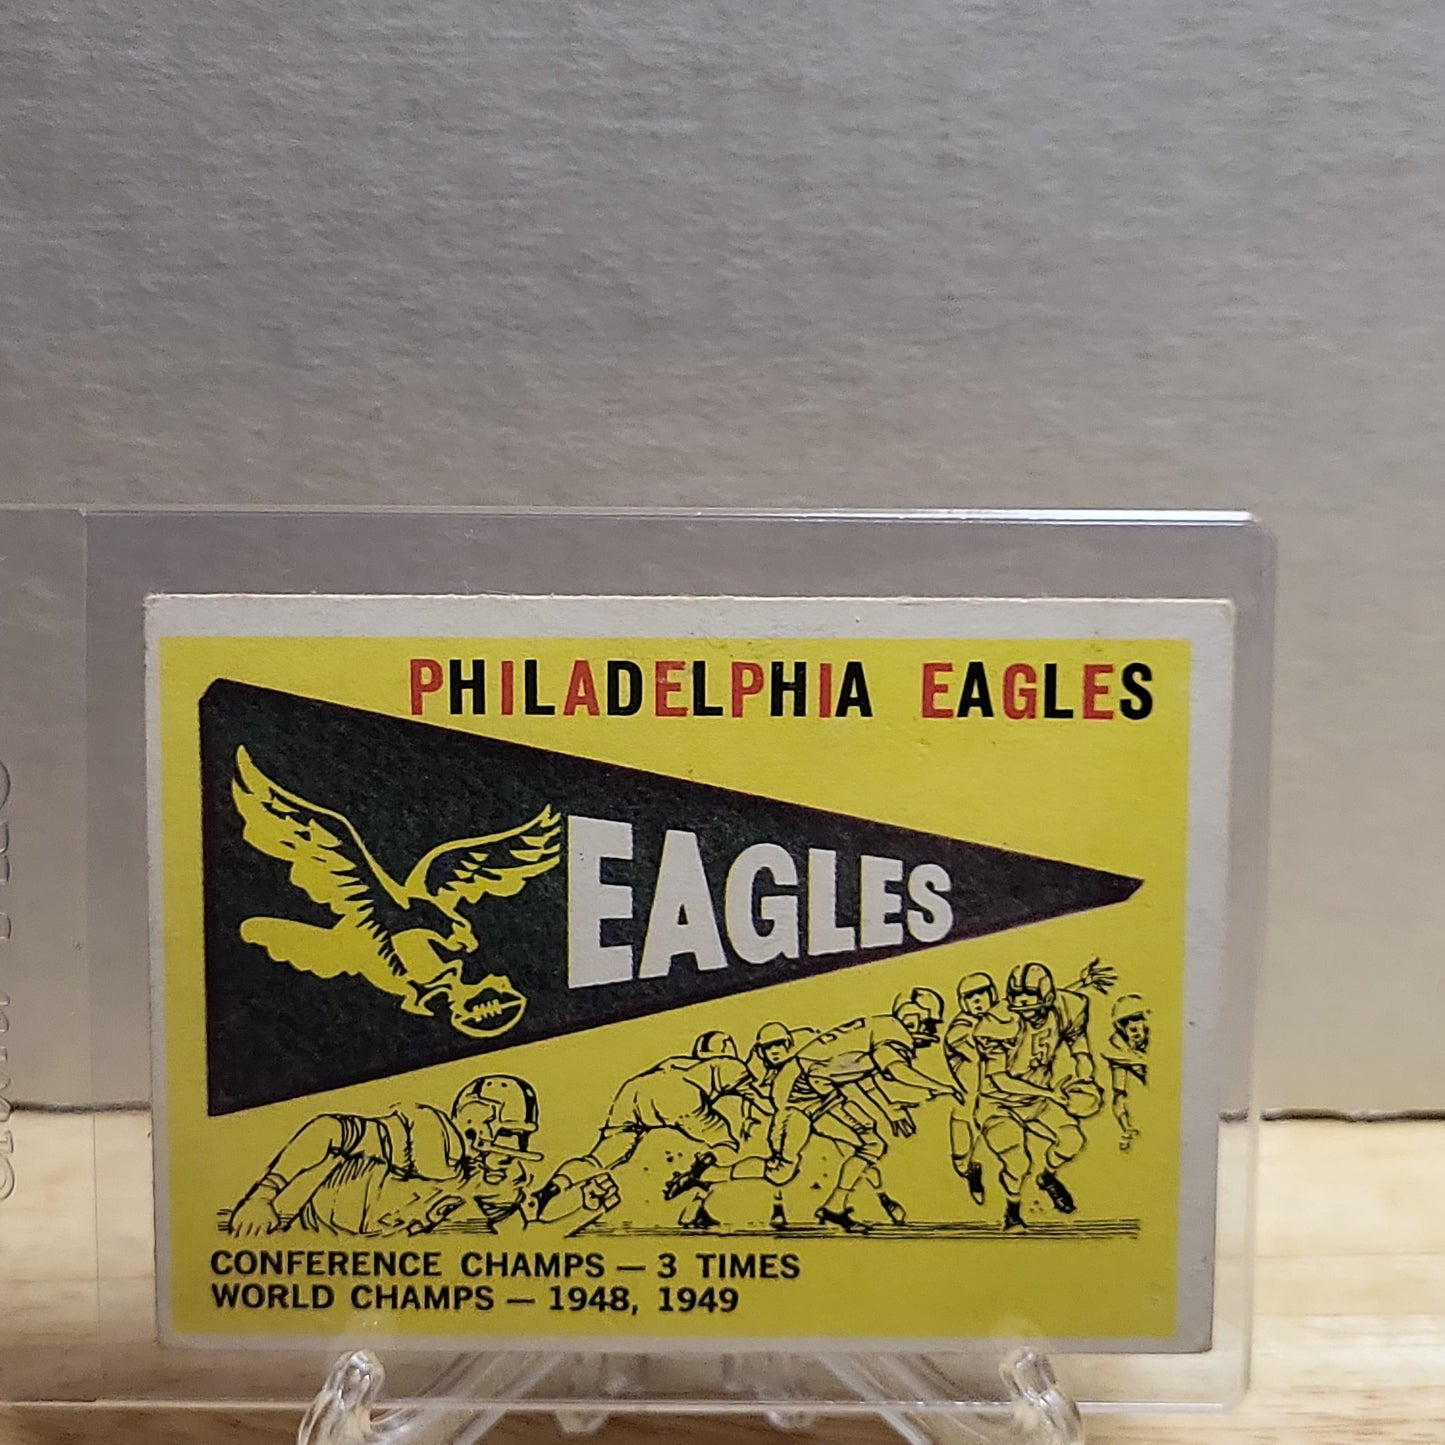 PHILADELPHIA EAGLES
EAGLES
CONFERENCE CHAMPS — 3 TIMES
WORLD CHAMPS — 1948, 1949